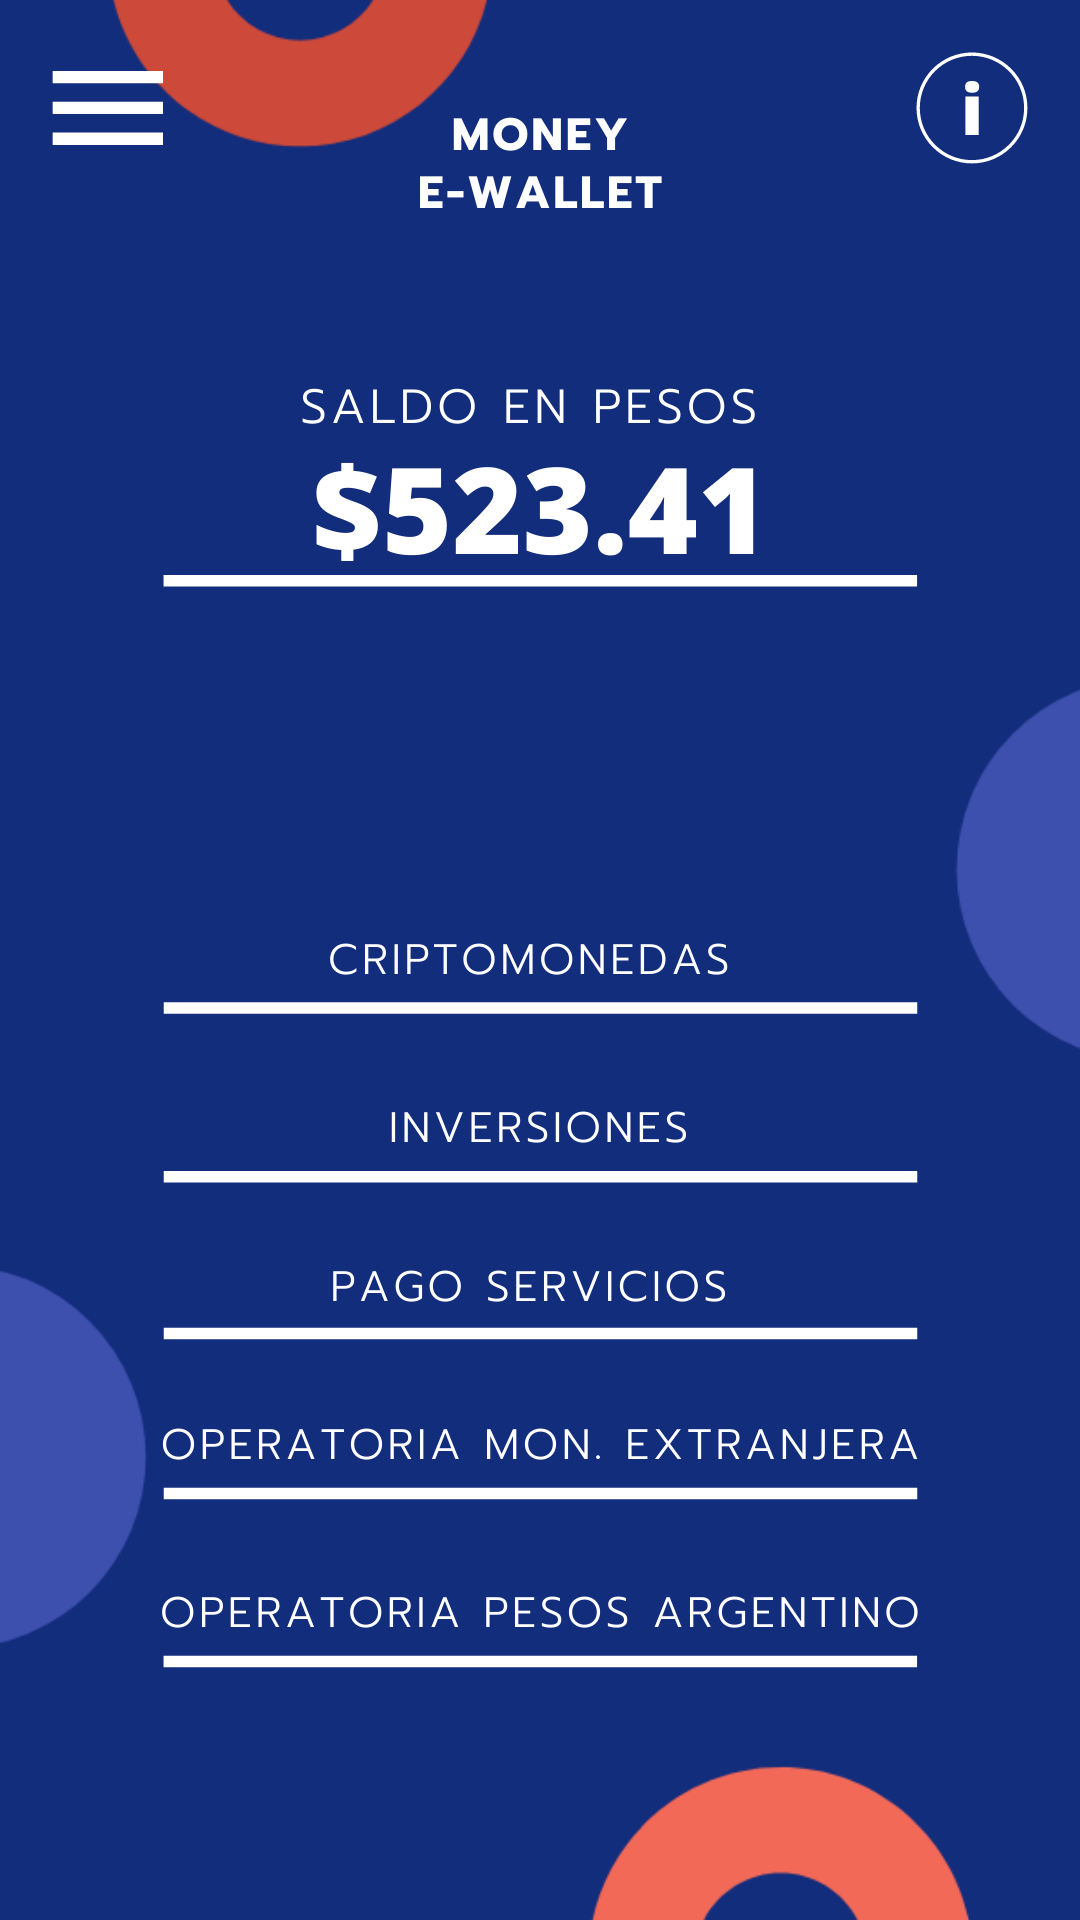 i
MONEY
E-WALLET
SALDO EN PESOS
$523.41
CRIPTOMONEDAS
INVERSIONES
PAGO SERVICIOS
OPERATORIA MON. EXTRANJERA
OPERATORIA PESOS ARGENTINO